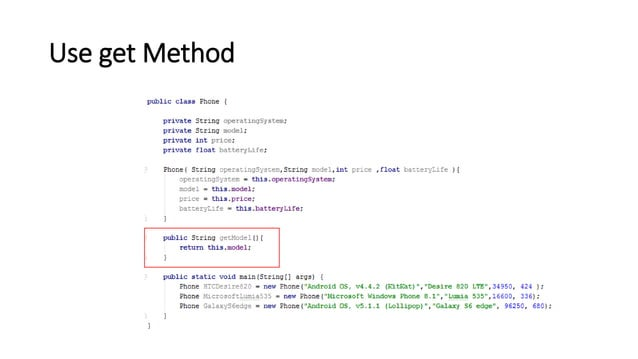 Use get Method
public class Phone {
private String operatingSystem;
private String model;
private int price;
private float batteryLife;
Phone( String operatingSystem,String model,int price ,float batteryLife ){
operatingSystem = this.operatingSystem;
model = this.model;
price = this.price;
batteryLife = this.batteryLife;
}
public String getModel(){
return this.model;
}
public static void main(String[] args) {
Phone HTCDesire820 = new Phone("Android OS, v4.4.2 (KitKat)","Desire 820 LTE",34950, 424 );
Phone MicrosoftLumia535 = new Phone("Microsoft Windows Phone 8.1","Lumia 535",16600, 336);
Phone GalaxyS6edge = new Phone("Android OS, v5.1.1 (Lollipop)","Galaxy S6 edge", 96250, 680);
}
}